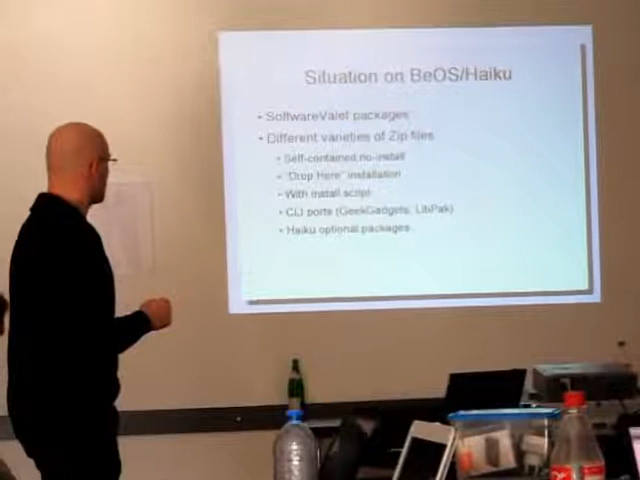 Situation on BeOS/Haiku
• SoftwareValet packages
• Different varieties of Zip files
• Self-contained no-install
• "Drop Here" installation
• With install script
• CLI ports (GeekGadgets, LibPak)
• Haiku optional packages